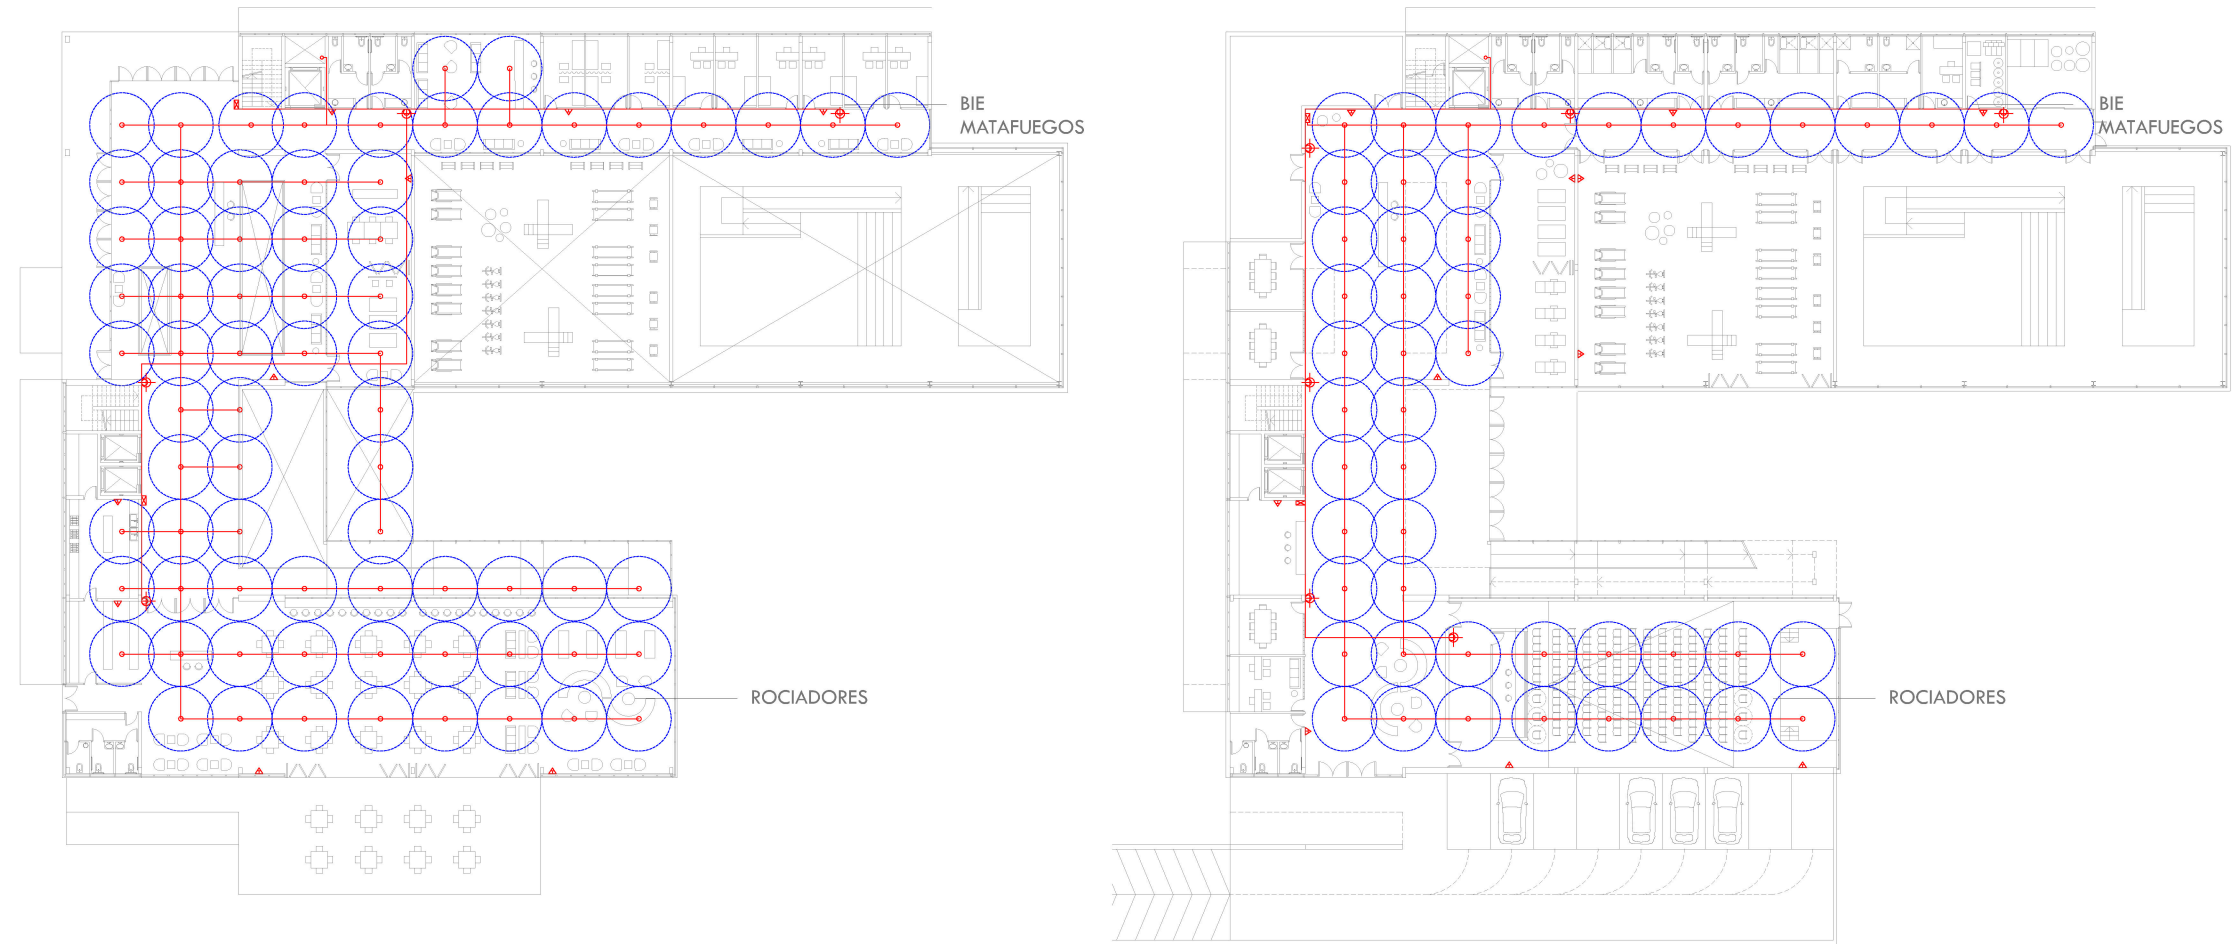 BIE
MATAFUEGOS
ROCIADORES
BIE
MATAFUEGOS
ROCIADORES